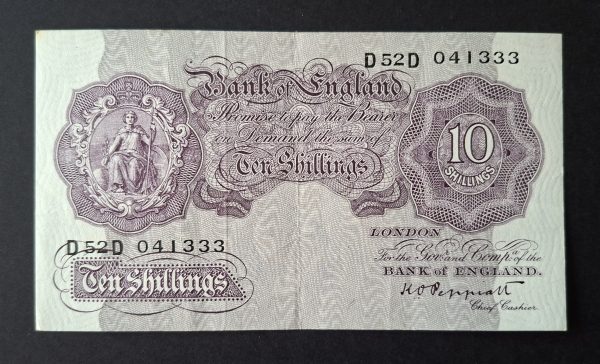 D52D 041333
Bank of England
Promise to pay the Bearer
on Demand the sum of
Ten Shillings
10
SHILLINGS
LONDON
For the Govr and Compa of the
BANK of ENGLAND.
K O Peppiatt
Chief Cashier
D52D 041333
Ten Shillings